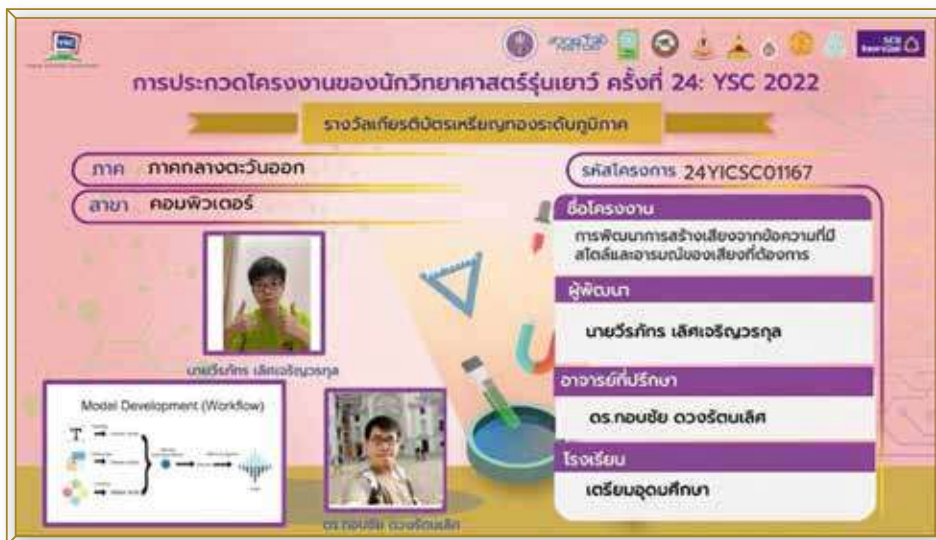 YSC
สวทช
NSTDA
SCB
การประกวดโครงงานของนักวิทยาศาสตร์รุ่นเยาว์ ครั้งที่ 24: YSC 2022
รางวัลเกียรติบัตรเหรียญทองระดับภูมิภาค
ภาค ภาคกลางตะวันออก
สาขา คอมพิวเตอร์
รหัสโครงการ 24YICSC01167
ชื่อโครงงาน
การพัฒนาการสร้างเสียงจากข้อความที่มี
สไตล์และอารมณ์ของเสียงที่ต้องการ
ผู้พัฒนา
นายวีรภัทร เลิศเจริญวรกุล
อาจารย์ที่ปรึกษา
ดร.กอบชัย ดวงรัตนเลิศ
โรงเรียน
เตรียมอุดมศึกษา
นายวีรภัทร เลิศเจริญวรกุล
Model Development (Workflow)
T
ดร.กอบชัย ดวงรัตนเลิศ